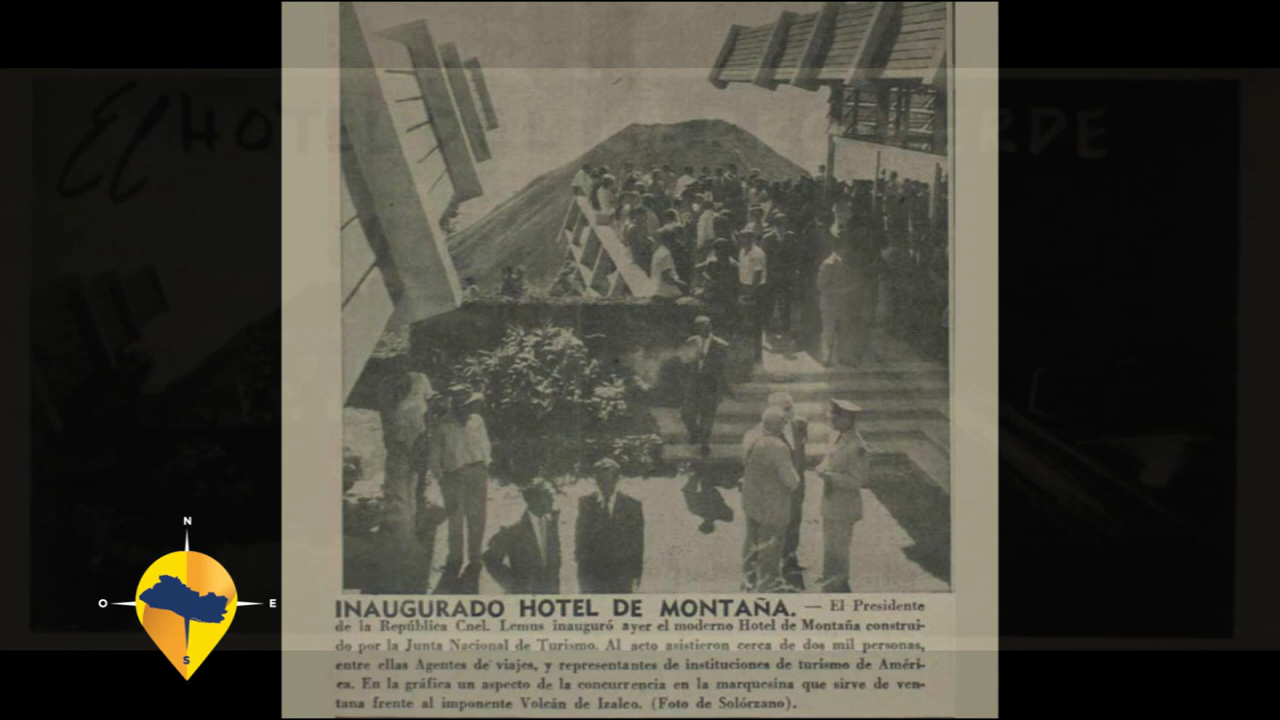 El HOTEL
RDE
INAUGURADO HOTEL DE MONTAÑA. — El Presidente
de la República Cnel. Lemus inauguró ayer el moderno Hotel de Montaña construi-
do por la Junta Nacional de Turismo. Al acto asistieron cerca de dos mil personas,
entre ellas Agentes de viajes, y representantes de instituciones de turismo de Améri-
ca. En la gráfica un aspecto de la concurrencia en la marquesina que sirve de ven-
tana frente al imponente Volcán de Izalco. (Foto de Solórzano).
N
O E
S